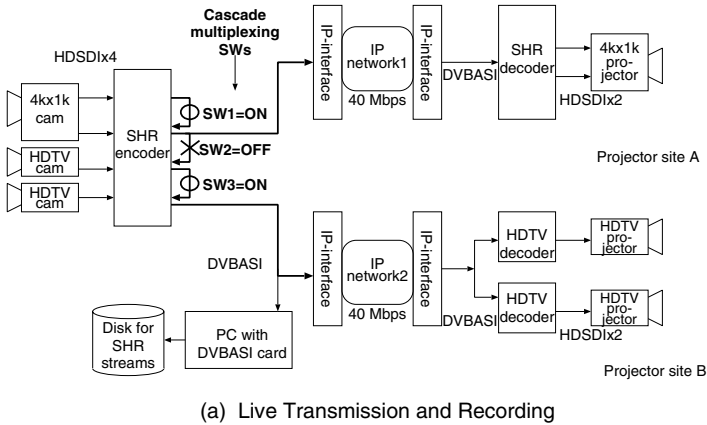 Cascade
multiplexing
SWs
HDSDIx4
4kx1k
cam
HDTV
cam
HDTV
cam
SHR
encoder
SW1=ON
SW2=OFF
SW3=ON
IP-interface
IP
network1
40 Mbps
IP-interface
DVBASI
SHR
decoder
HDSDIx2
4kx1k
pro-
jector
Projector site A
DVBASI
Disk for
SHR
streams
PC with
DVBASI card
IP-interface
IP
network2
40 Mbps
IP-interface
DVBASI
HDTV
decoder
HDTV
decoder
HDSDIx2
HDTV
pro-
jector
HDTV
pro-
jector
Projector site B
(a) Live Transmission and Recording